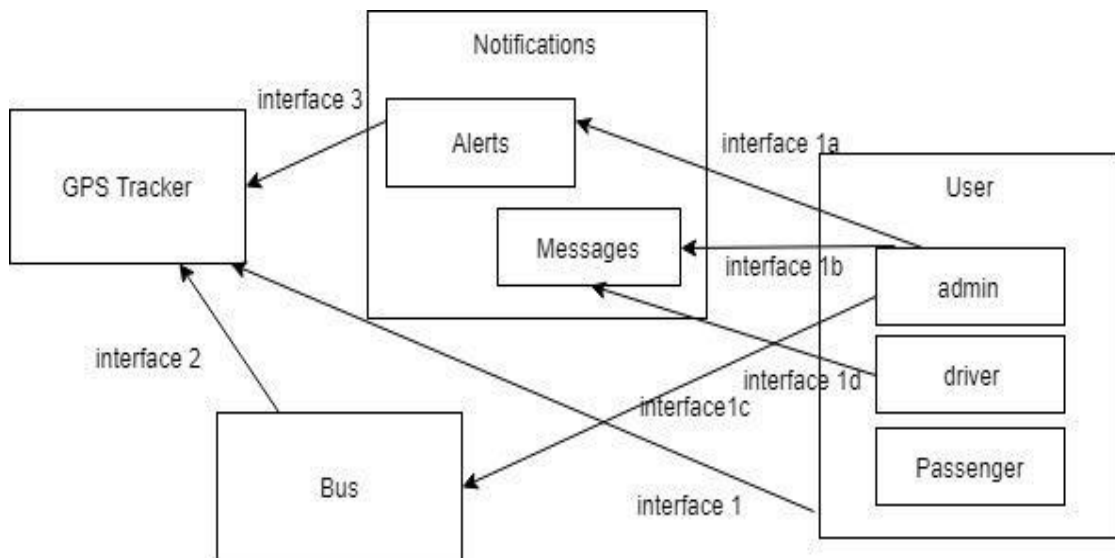 Notifications
interface 3
Alerts
interface 1a
GPS Tracker
User
Messages
interface 1b
admin
interface 2
driver
interface 1d
interface1c
Passenger
Bus
interface 1